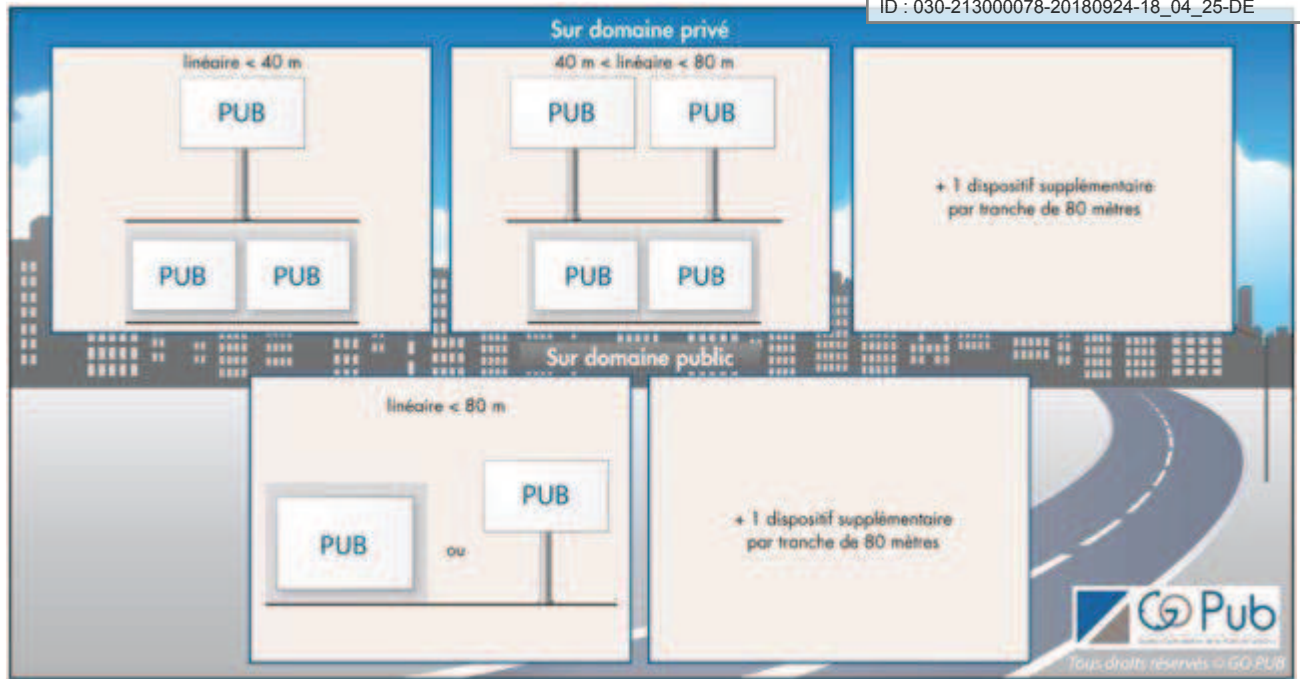 ID : 030-213000078-20180924-18_04_25-DE
Sur domaine privé
linéaire < 40 m
PUB
PUB PUB
40 m < linéaire < 80 m
PUB PUB
PUB PUB
+ 1 dispositif supplémentaire
par tranche de 80 mètres
Sur domaine public
linéaire < 80 m
PUB
ou
PUB
+ 1 dispositif supplémentaire
par tranche de 80 mètres
GO Pub
Tous droits réservés © GO PUB